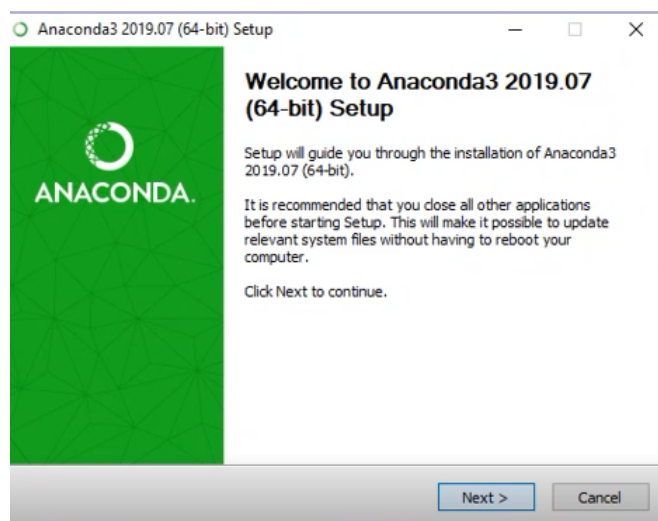 Anaconda3 2019.07 (64-bit) Setup
ANACONDA.
Welcome to Anaconda3 2019.07
(64-bit) Setup
Setup will guide you through the installation of Anaconda3
2019.07 (64-bit).
It is recommended that you close all other applications
before starting Setup. This will make it possible to update
relevant system files without having to reboot your
computer.
Click Next to continue.
Next >
Cancel